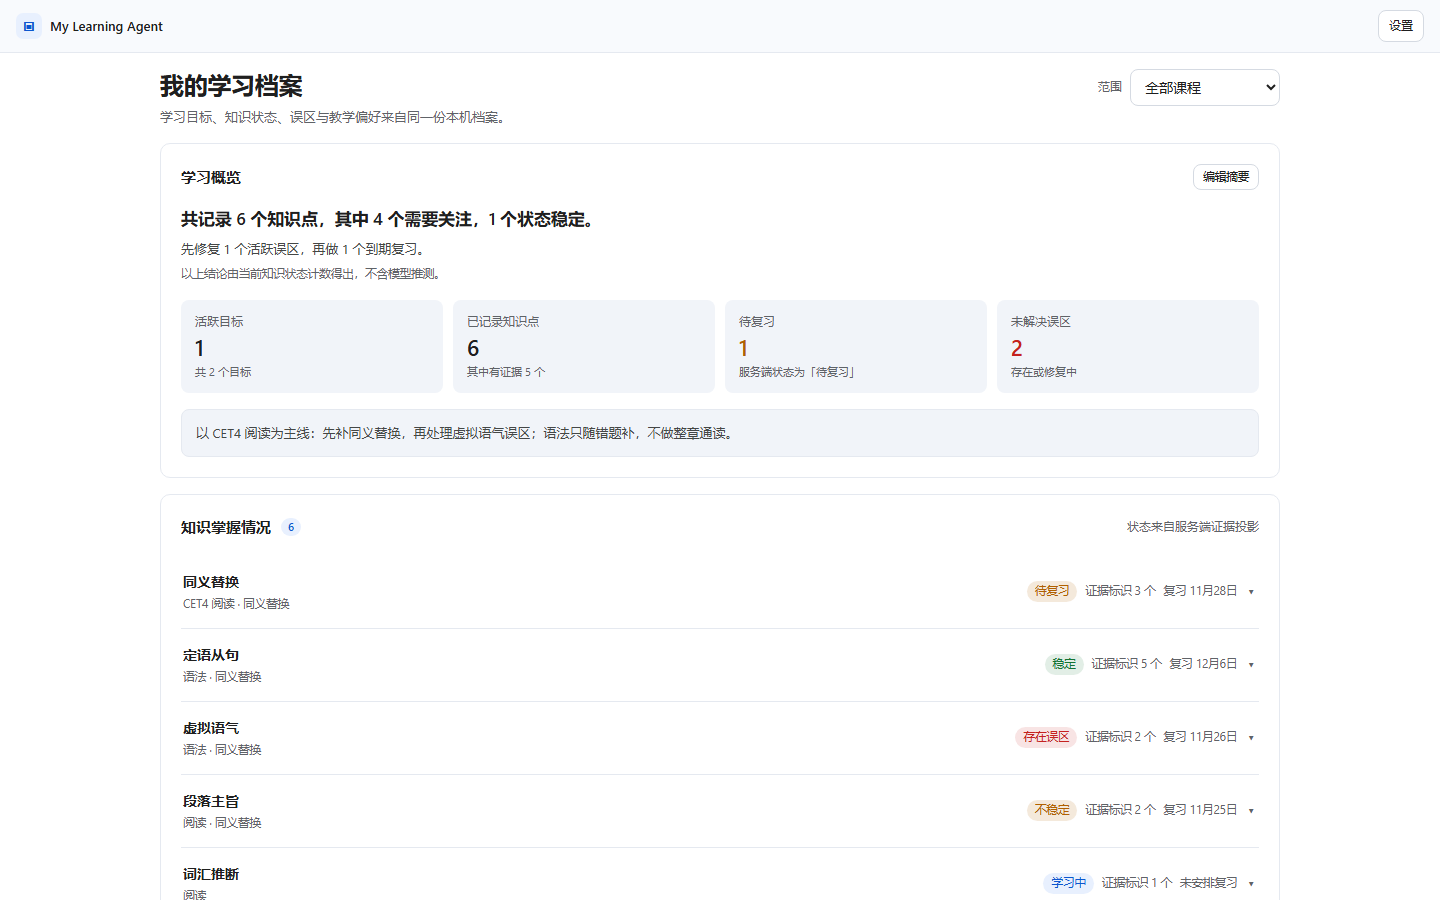 My Learning Agent
设置
我的学习档案
范围
全部课程
学习目标、知识状态、误区与教学偏好来自同一份本机档案。
学习概览
编辑摘要
共记录 6 个知识点，其中 4 个需要关注，1 个状态稳定。
先修复 1 个活跃误区，再做 1 个到期复习。
以上结论由当前知识状态计数得出，不含模型推测。
活跃目标
1
共 2 个目标
已记录知识点
6
其中有证据 5 个
待复习
1
服务端状态为「待复习」
未解决误区
2
存在或修复中
以 CET4 阅读为主线：先补同义替换，再处理虚拟语气误区；语法只随错题补，不做整章通读。
知识掌握情况 6
状态来自服务端证据投影
同义替换
CET4 阅读 · 同义替换
待复习 证据标识 3 个 复习 11月28日
定语从句
语法 · 同义替换
稳定 证据标识 5 个 复习 12月6日
虚拟语气
语法 · 同义替换
存在误区 证据标识 2 个 复习 11月26日
段落主旨
阅读 · 同义替换
不稳定 证据标识 2 个 复习 11月25日
词汇推断
阅读
学习中 证据标识 1 个 未安排复习